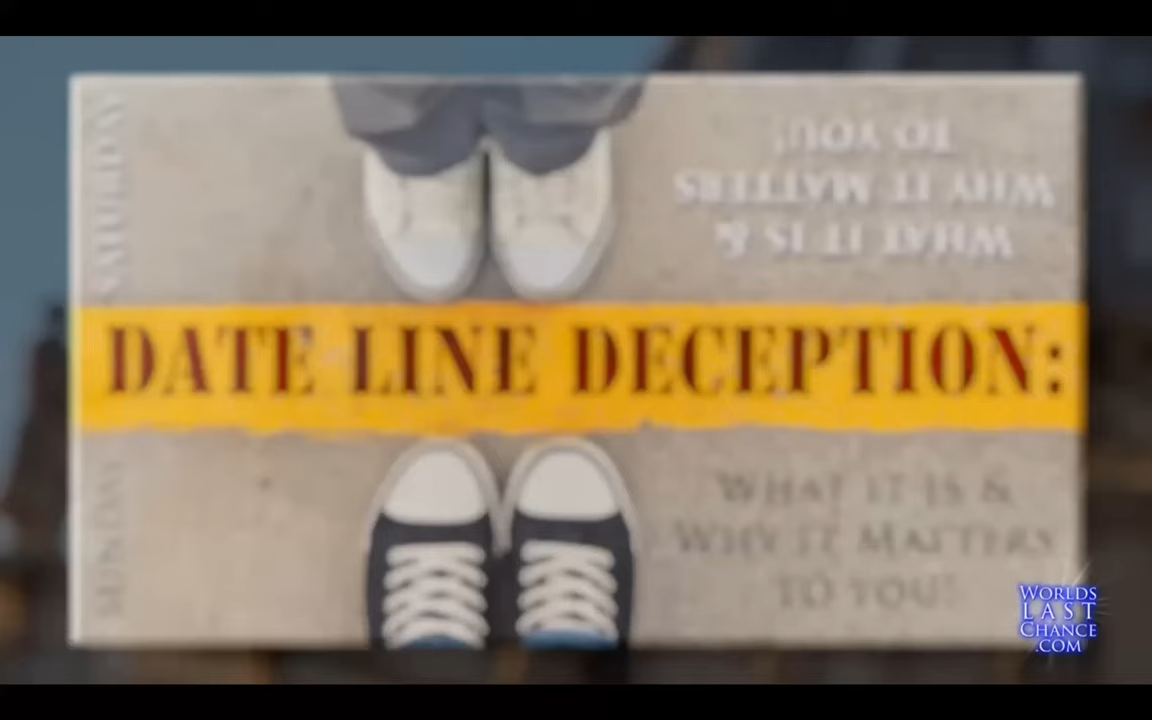 SATURDAY
WHAT IT IS &
WHY IT MATTERS
TO YOU!
DATE LINE DECEPTION:
SUNDAY
WHAT IT IS &
WHY IT MATTERS
TO YOU!
WORLDS
LAST
CHANCE
.COM